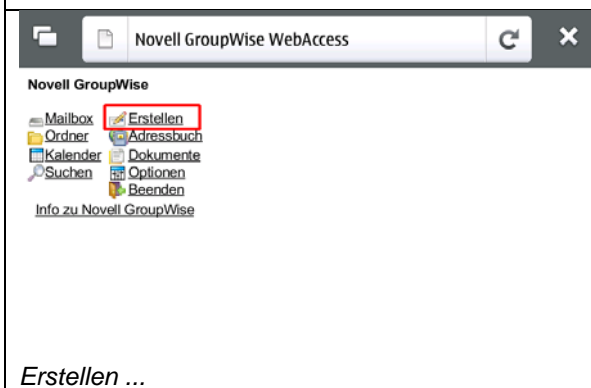 Novell GroupWise WebAccess
Novell GroupWise
Mailbox Erstellen
Ordner Adressbuch
Kalender Dokumente
Suchen Optionen
Beenden
Info zu Novell GroupWise
Erstellen ...